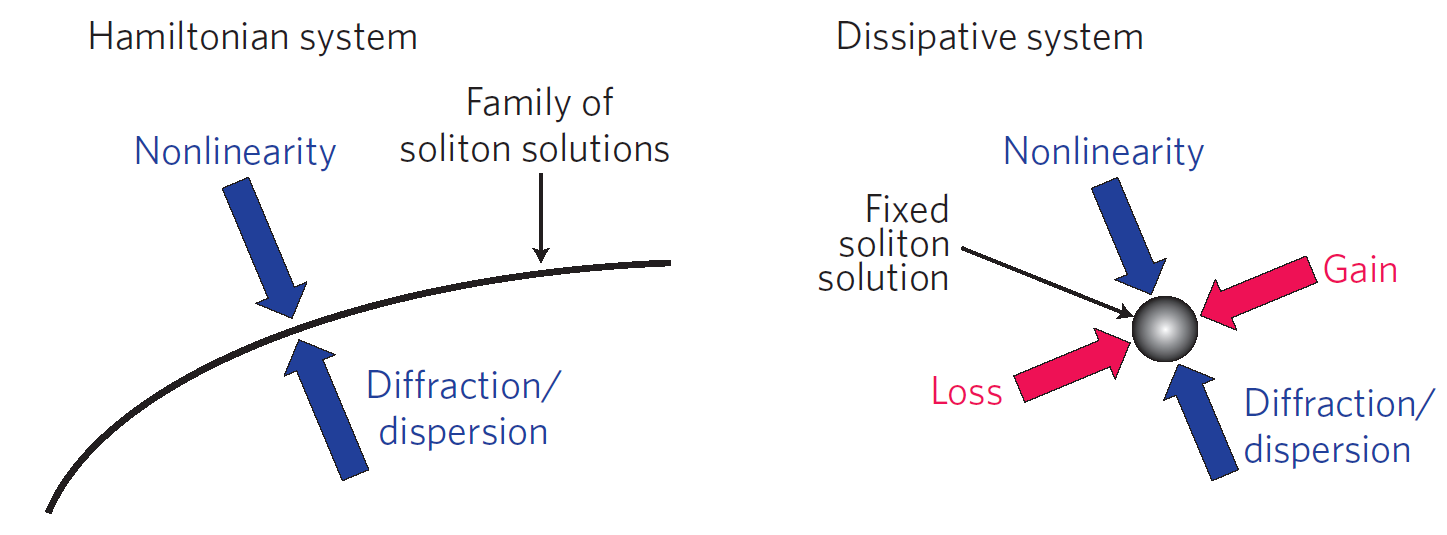 Hamiltonian system
Family of
soliton solutions
Nonlinearity
Diffraction/
dispersion
Dissipative system
Nonlinearity
Fixed
soliton
solution
Gain
Loss
Diffraction/
dispersion